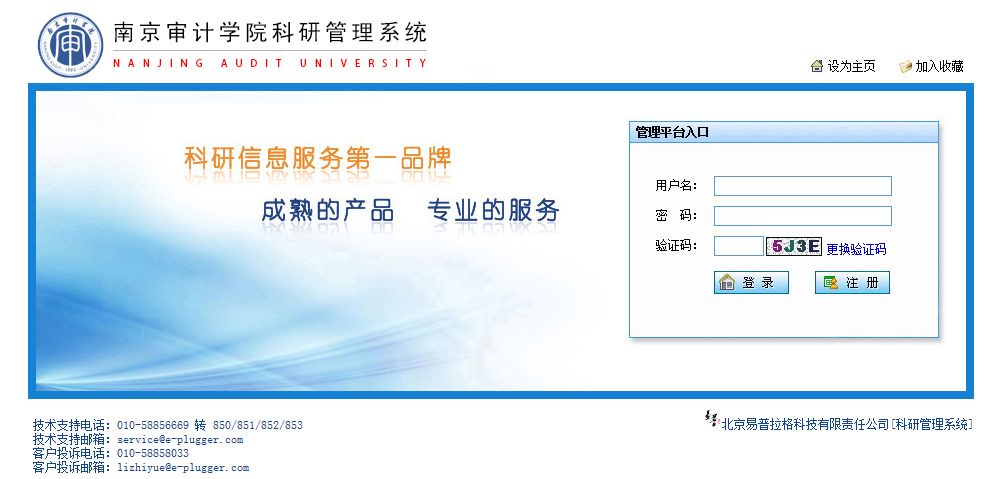 南京审计学院科研管理系统
NANJING AUDIT UNIVERSITY
设为主页 加入收藏
科研信息服务第一品牌
成熟的产品 专业的服务
管理平台入口
用户名:
密 码:
验证码: 5J3E 更换验证码
登 录 注 册
技术支持电话: 010-58856669 转 850/851/852/853
技术支持邮箱: service@e-plugger.com
客户投诉电话: 010-58858033
客户投诉邮箱: lizhiyue@e-plugger.com
北京易普拉格科技有限责任公司[科研管理系统]